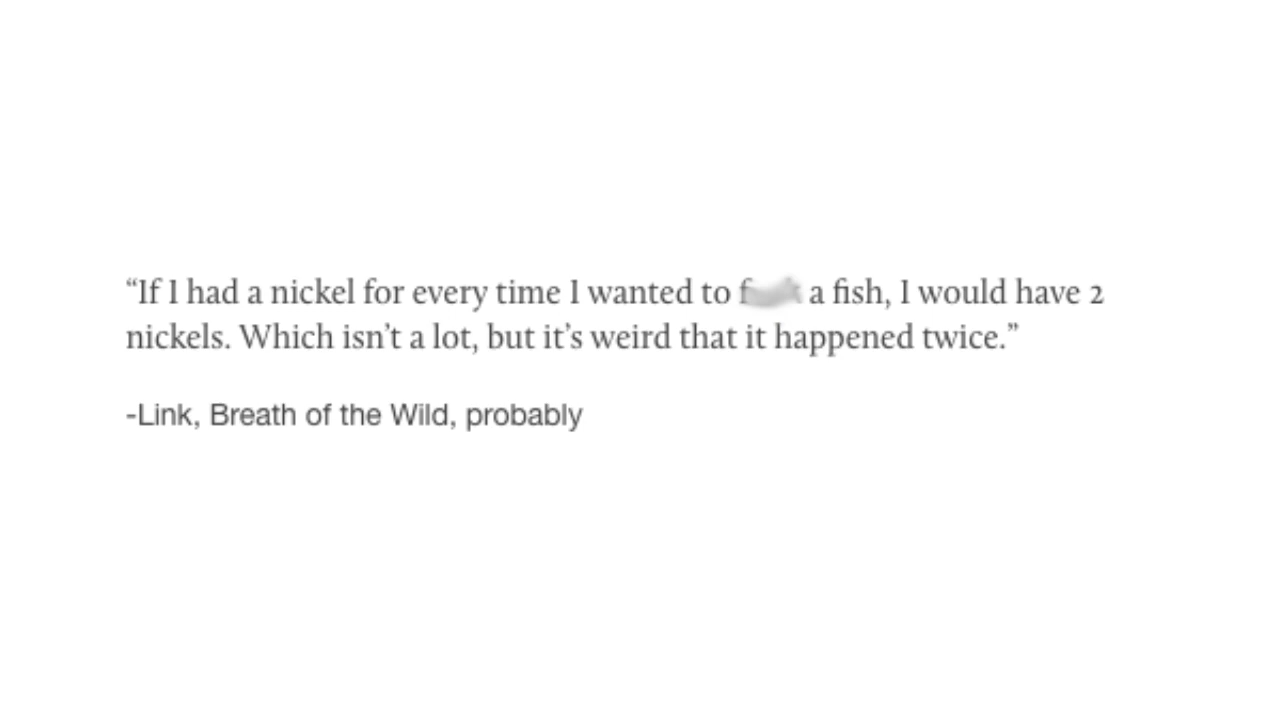 “If I had a nickel for every time I wanted to a fish, I would have 2
nickels. Which isn’t a lot, but it’s weird that it happened twice.”
-Link, Breath of the Wild, probably